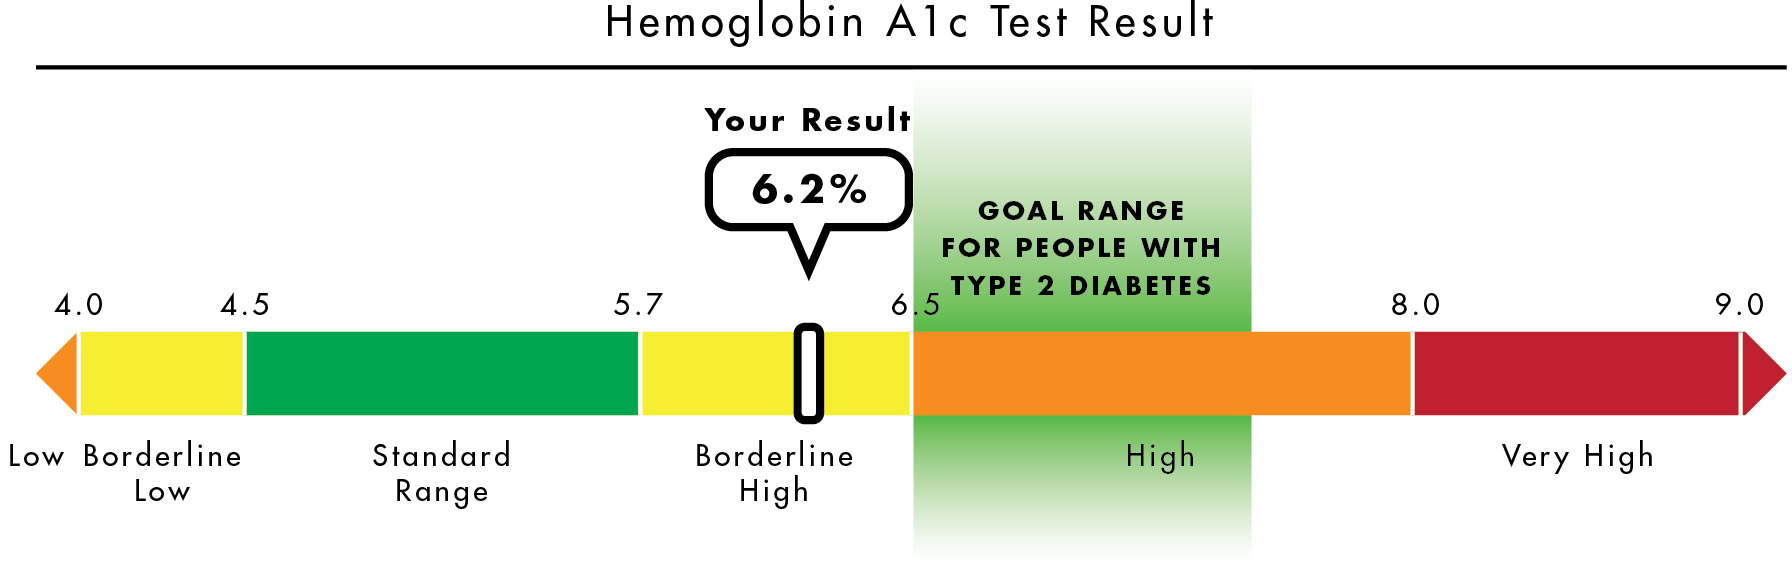 Hemoglobin A1c Test Result
Your Result
6.2%
GOAL RANGE
FOR PEOPLE WITH
TYPE 2 DIABETES
4.0 4.5 5.7 6.5 8.0 9.0
Low Borderline Standard Borderline High Very High
Low Range High